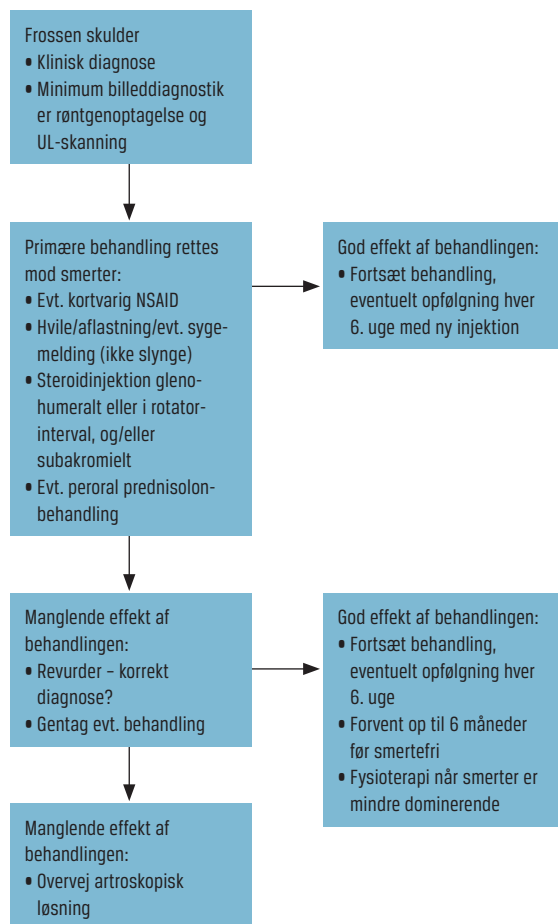 Frossen skulder
• Klinisk diagnose
• Minimum billeddiagnostik
er røntgenoptagelse og
UL-skanning
Primære behandling rettes
mod smerter:
• Evt. kortvarig NSAID
• Hvile/aflastning/evt. syge-
melding (ikke slynge)
• Steroidinjektion gleno-
humeralt eller i rotator-
interval, og/eller
subakromielt
• Evt. peroral prednisolon-
behandling
God effekt af behandlingen:
• Fortsæt behandling,
eventuelt opfølgning hver
6. uge med ny injektion
Manglende effekt af
behandlingen:
• Revurder – korrekt
diagnose?
• Gentag evt. behandling
God effekt af behandlingen:
• Fortsæt behandling,
eventuelt opfølgning hver
6. uge
• Forvent op til 6 måneder
før smertefri
• Fysioterapi når smerter er
mindre dominerende
Manglende effekt af
behandlingen:
• Overvej artroskopisk
løsning